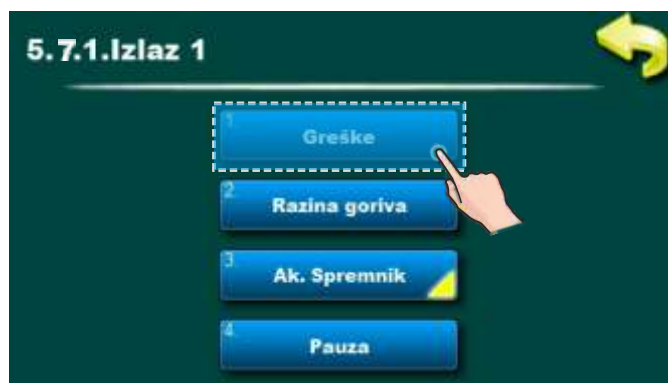 5.7.1.Izlaz 1
1
Greške
2
Razina goriva
3
Ak. Spremnik
4
Pauza